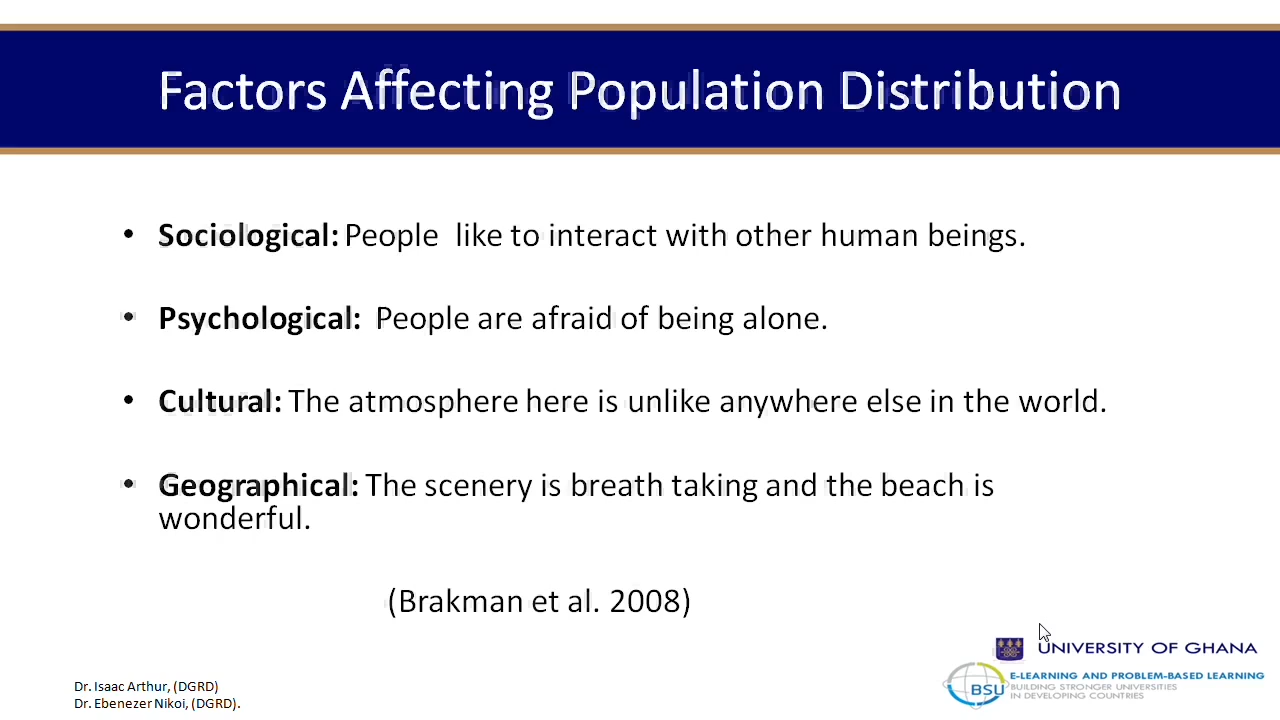 Factors Affecting Population Distribution
• Sociological: People like to interact with other human beings.
• Psychological: People are afraid of being alone.
• Cultural: The atmosphere here is unlike anywhere else in the world.
• Geographical: The scenery is breath taking and the beach is
wonderful.
(Brakman et al. 2008)
UNIVERSITY OF GHANA
BSU
E-LEARNING AND PROBLEM-BASED LEARNING
BUILDING STRONGER UNIVERSITIES
IN DEVELOPING COUNTRIES
Dr. Isaac Arthur, (DGRD)
Dr. Ebenezer Nikoi, (DGRD).